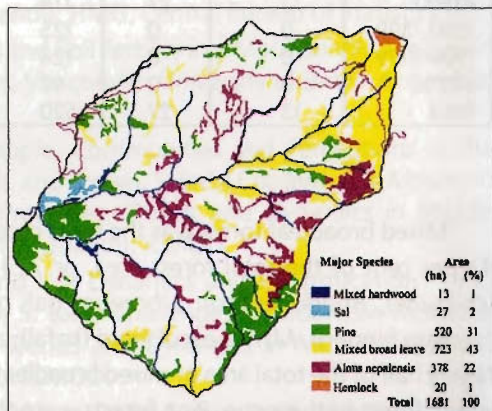 Major Species Area
(ha) (%)
Mixed hardwood 13 1
Sal 27 2
Pine 520 31
Mixed broad leave 723 43
Alnus nepalensis 378 22
Hemlock 20 1
Total 1681 100